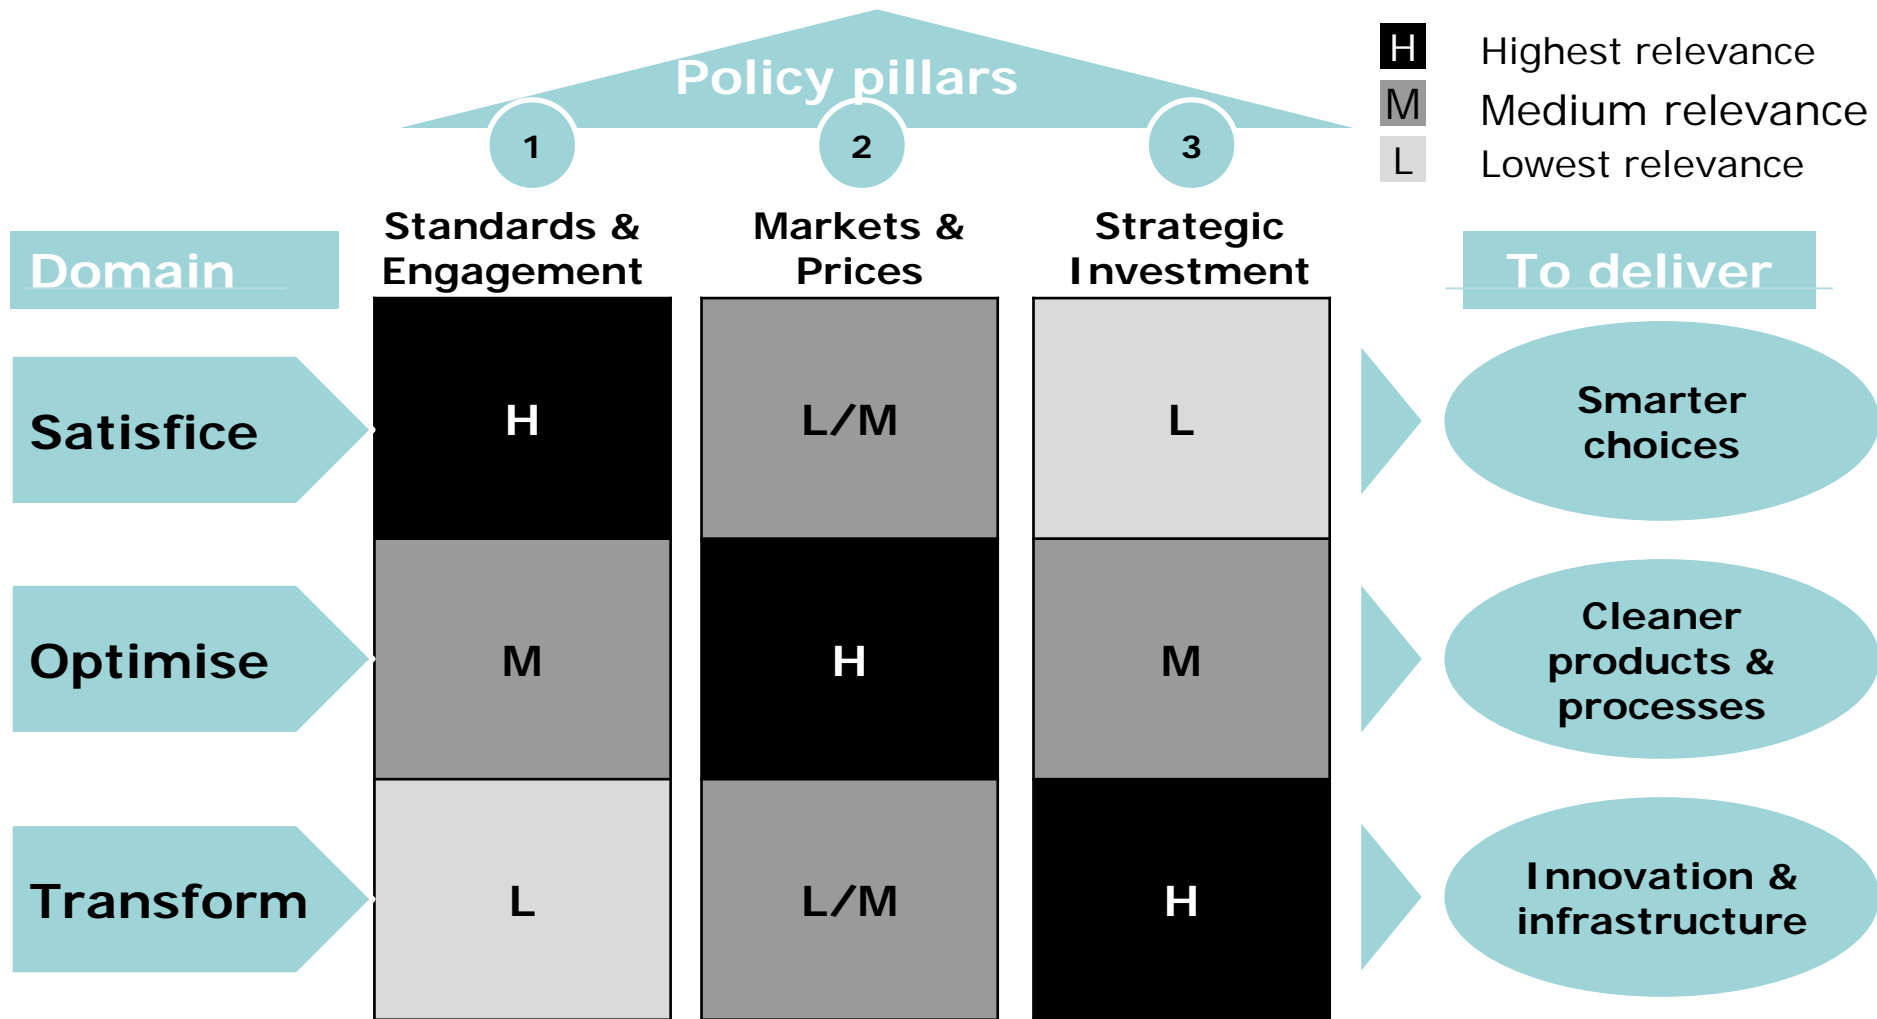 Policy pillars
H Highest relevance
M Medium relevance
L Lowest relevance
1 2 3
Domain
Standards &
Engagement
Markets &
Prices
Strategic
Investment
To deliver
Satisfice
H
L/M
L
Smarter
choices
Optimise
M
H
M
Cleaner
products &
processes
Transform
L
L/M
H
Innovation &
infrastructure